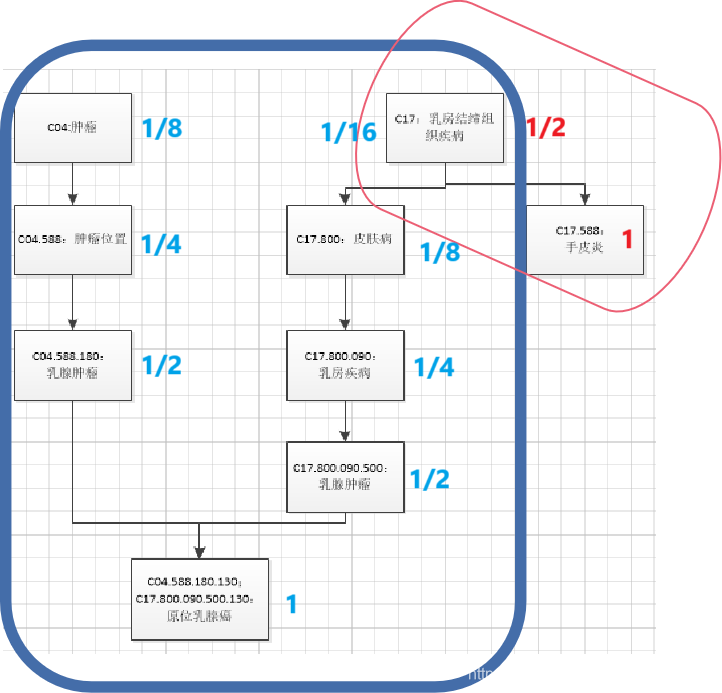 C04:肿瘤
1/8
1/16
C17：乳房结缔组
织疾病
1/2
C04.588：肿瘤位置
1/4
C17.800：皮肤病
1/8
C17.588：
手皮炎
1
C04.588.180：
乳腺肿瘤
1/2
C17.800.090：
乳房疾病
1/4
C17.800.090.500：
乳腺肿瘤
1/2
C04.588.180.130；
C17.800.090.500.130：
原位乳腺癌
1